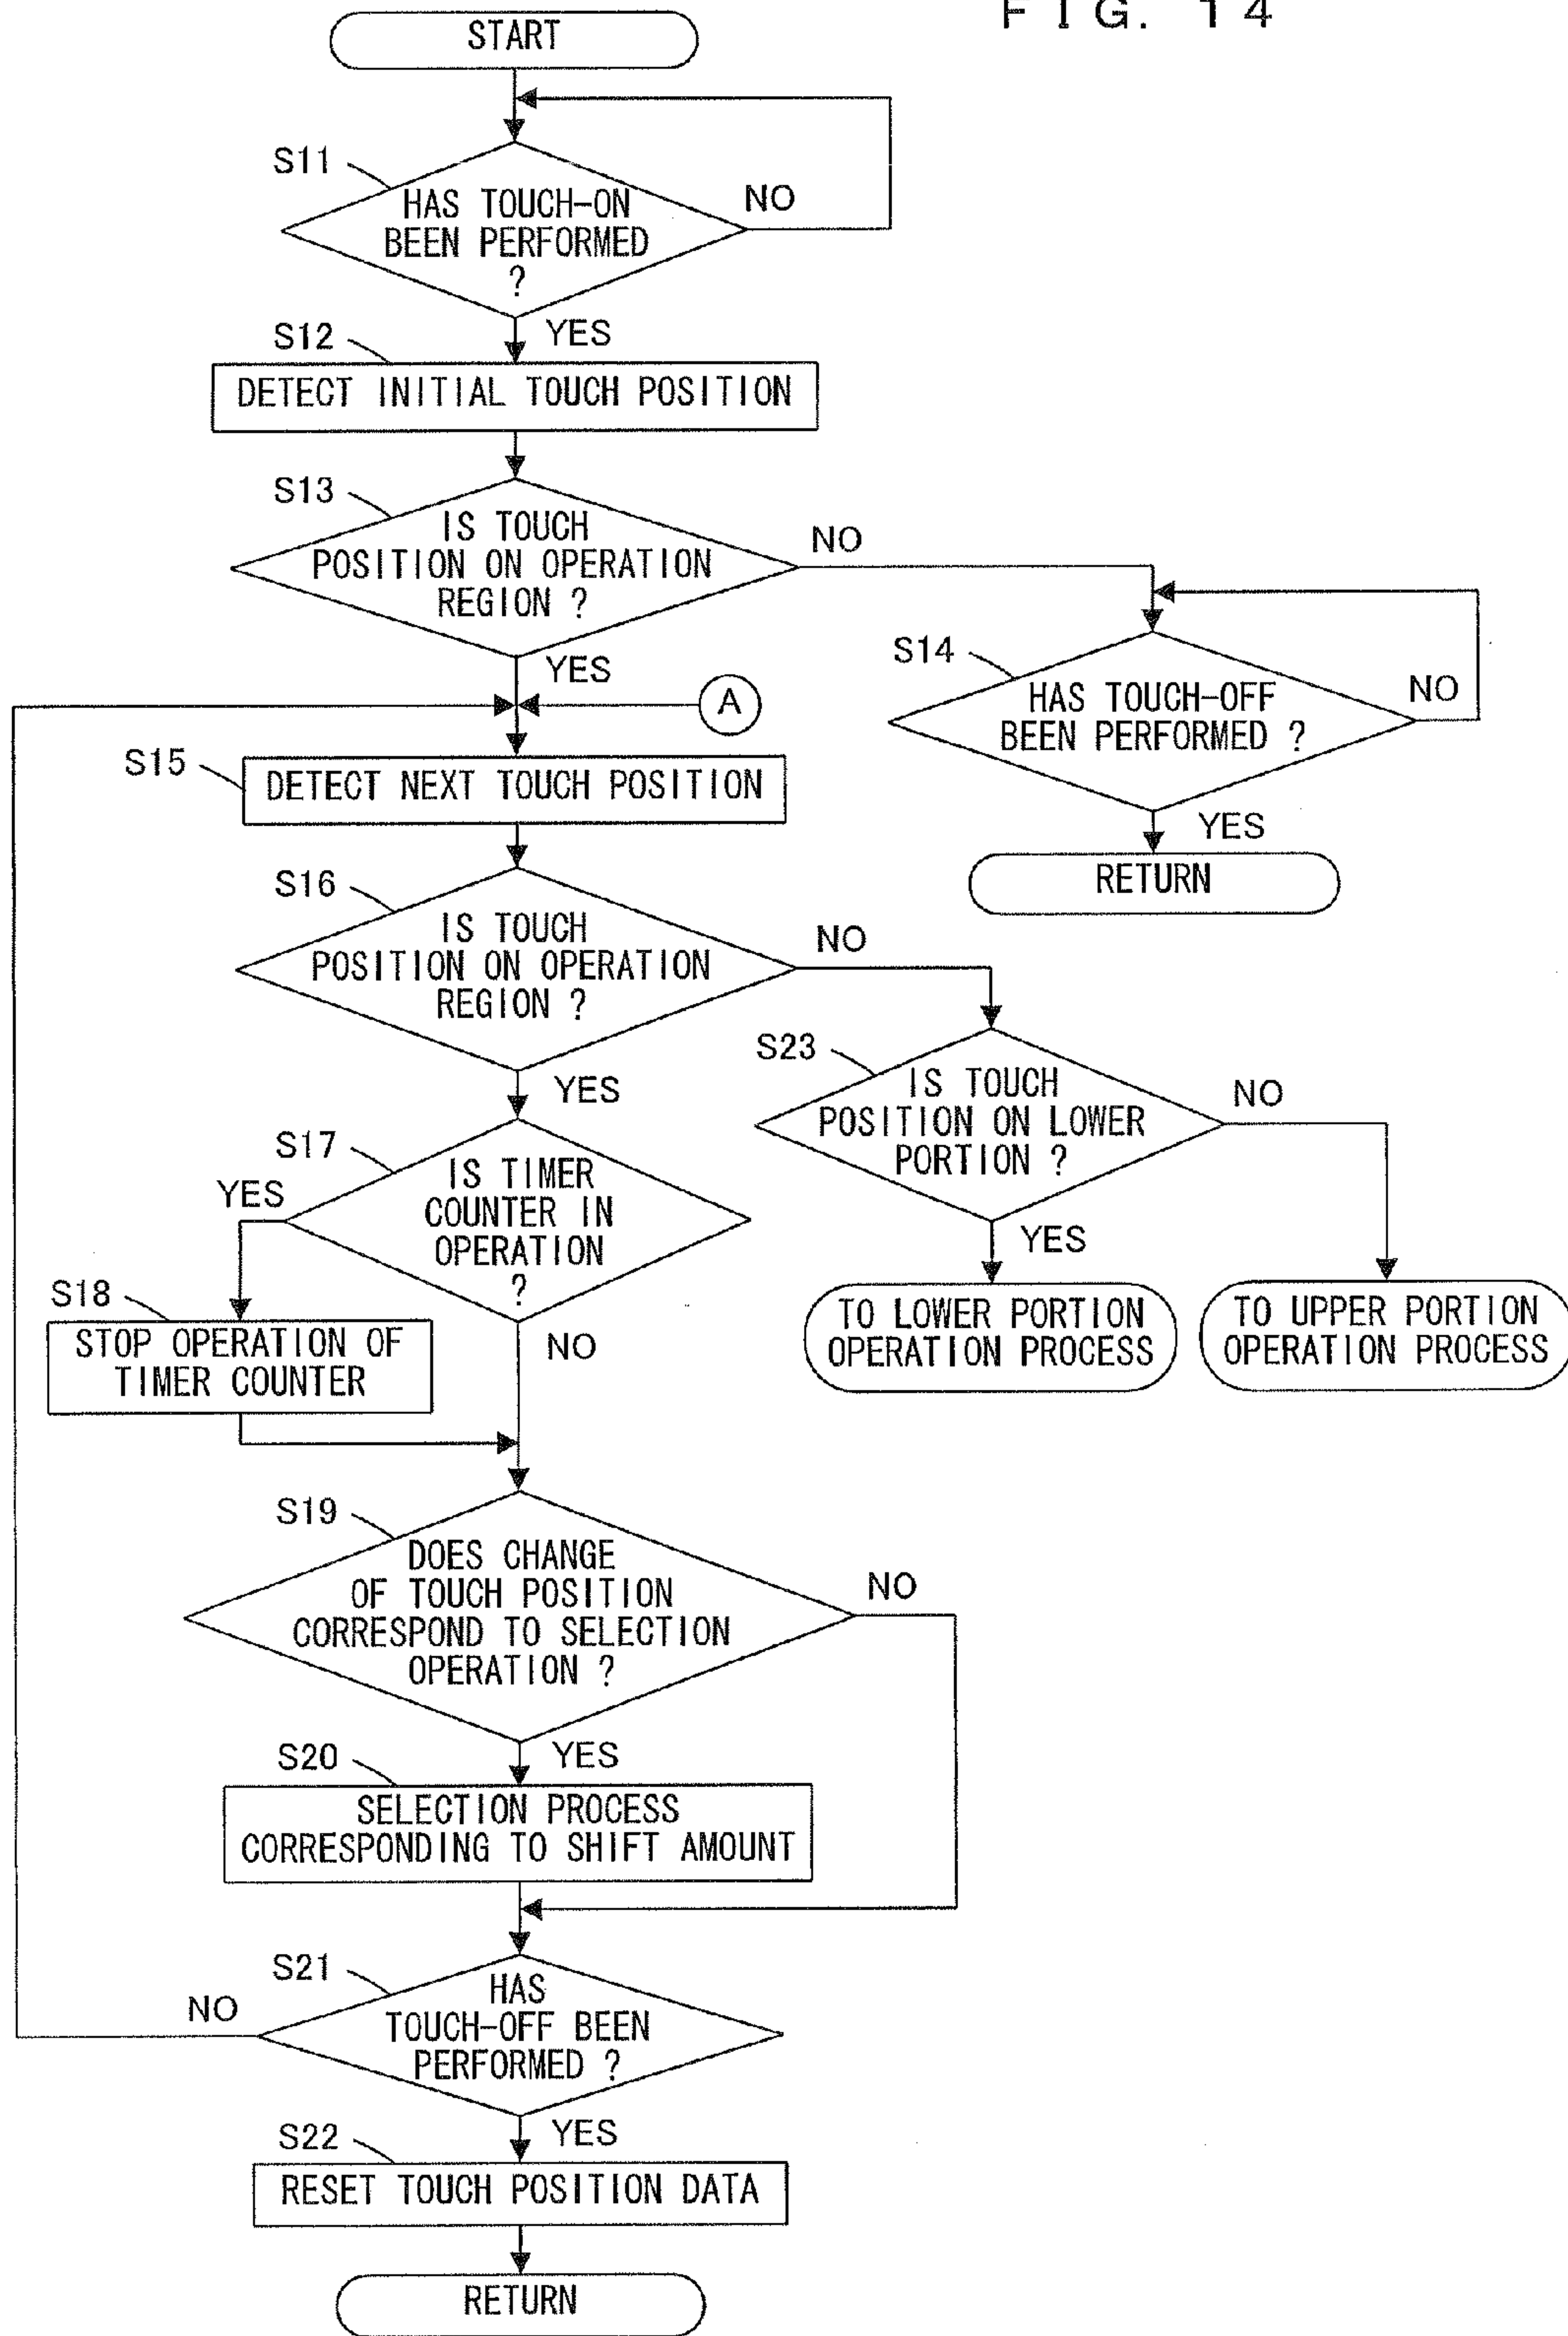 FIG. 14
START
S11
HAS TOUCH-ON
BEEN PERFORMED
?
NO
YES
S12
DETECT INITIAL TOUCH POSITION
S13
IS TOUCH
POSITION ON OPERATION
REGION ?
NO
YES
S14
HAS TOUCH-OFF
BEEN PERFORMED ?
NO
YES
RETURN
A
S15
DETECT NEXT TOUCH POSITION
S16
IS TOUCH
POSITION ON OPERATION
REGION ?
NO
YES
S23
IS TOUCH
POSITION ON LOWER
PORTION ?
NO
YES
TO LOWER PORTION
OPERATION PROCESS
TO UPPER PORTION
OPERATION PROCESS
S17
IS TIMER
COUNTER IN
OPERATION
?
YES
NO
S18
STOP OPERATION OF
TIMER COUNTER
S19
DOES CHANGE
OF TOUCH POSITION
CORRESPOND TO SELECTION
OPERATION ?
NO
YES
S20
SELECTION PROCESS
CORRESPONDING TO SHIFT AMOUNT
S21
HAS
TOUCH-OFF BEEN
PERFORMED ?
NO
YES
S22
RESET TOUCH POSITION DATA
RETURN